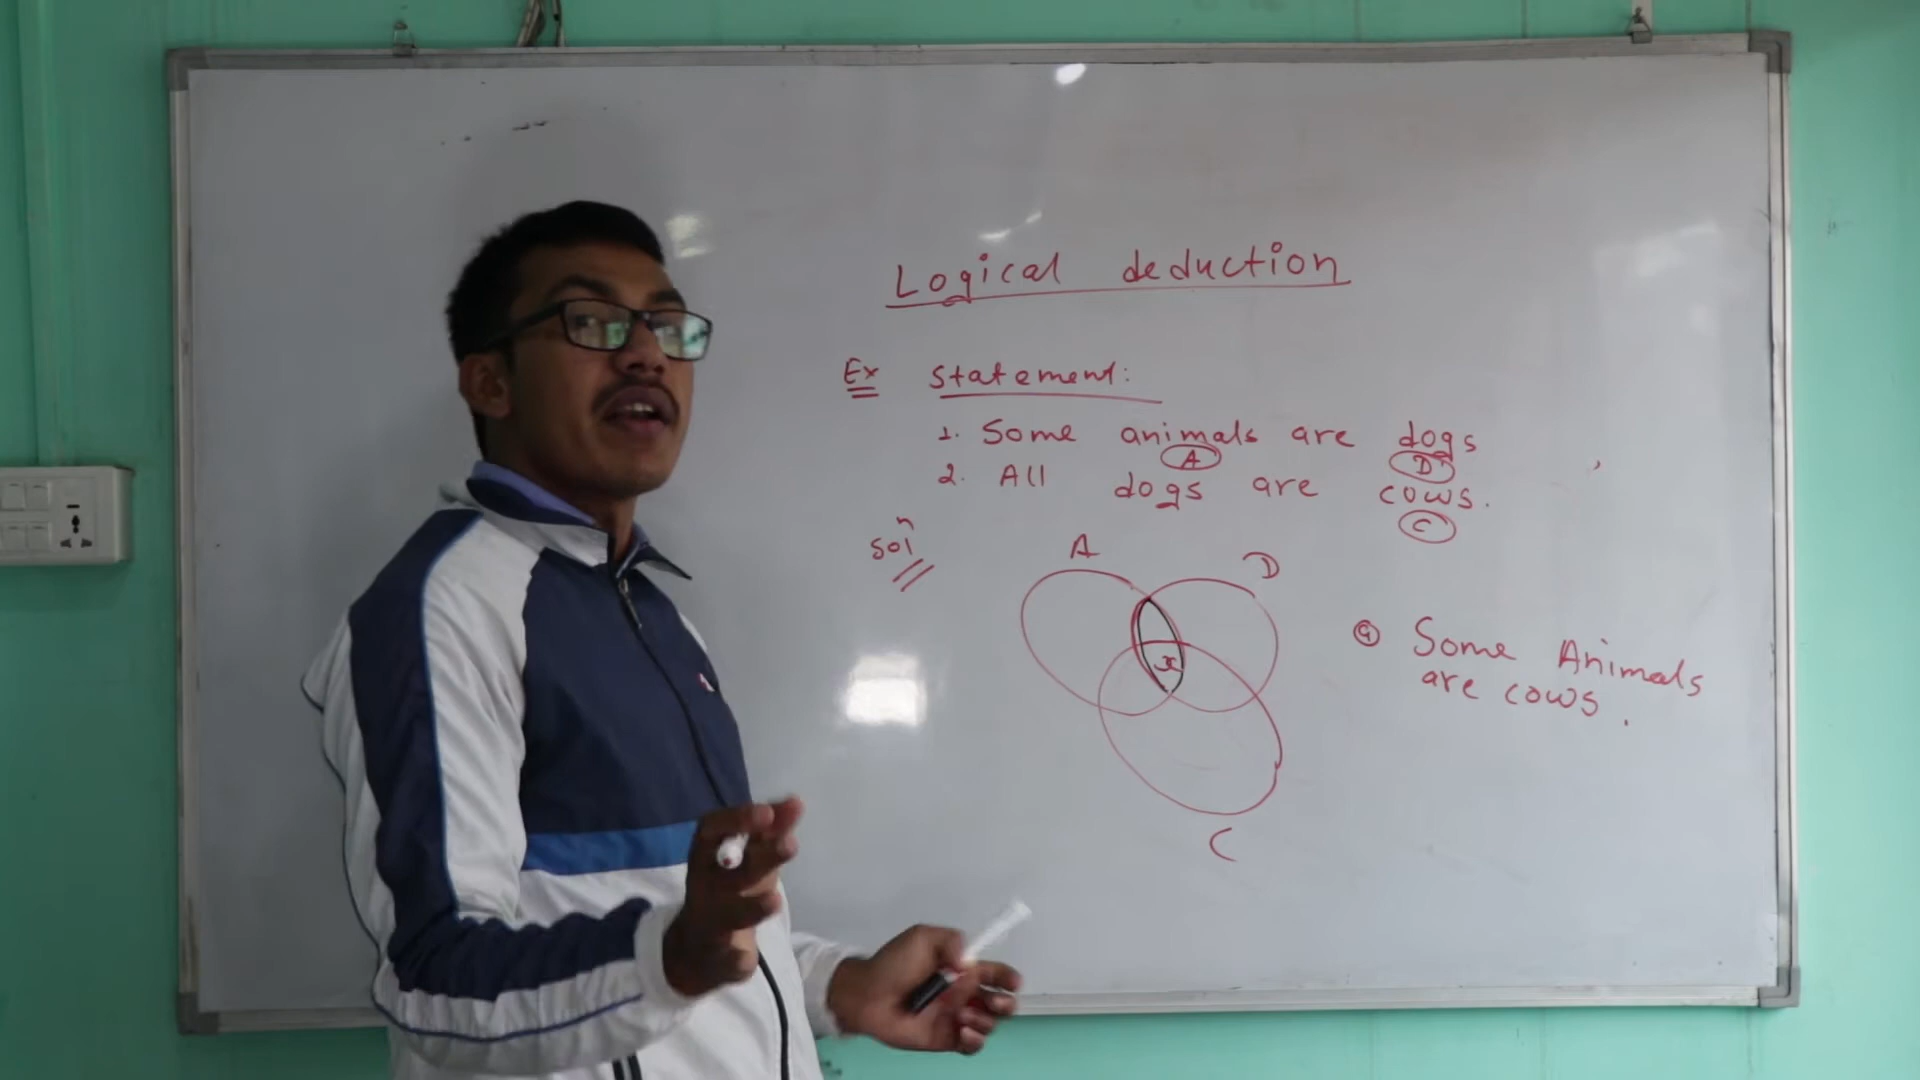 Logical deduction
Ex statement:
1. Some animals are dogs
A D
2. All dogs are cows.
C
Solⁿ
A D
x
C
a Some Animals
are cows.